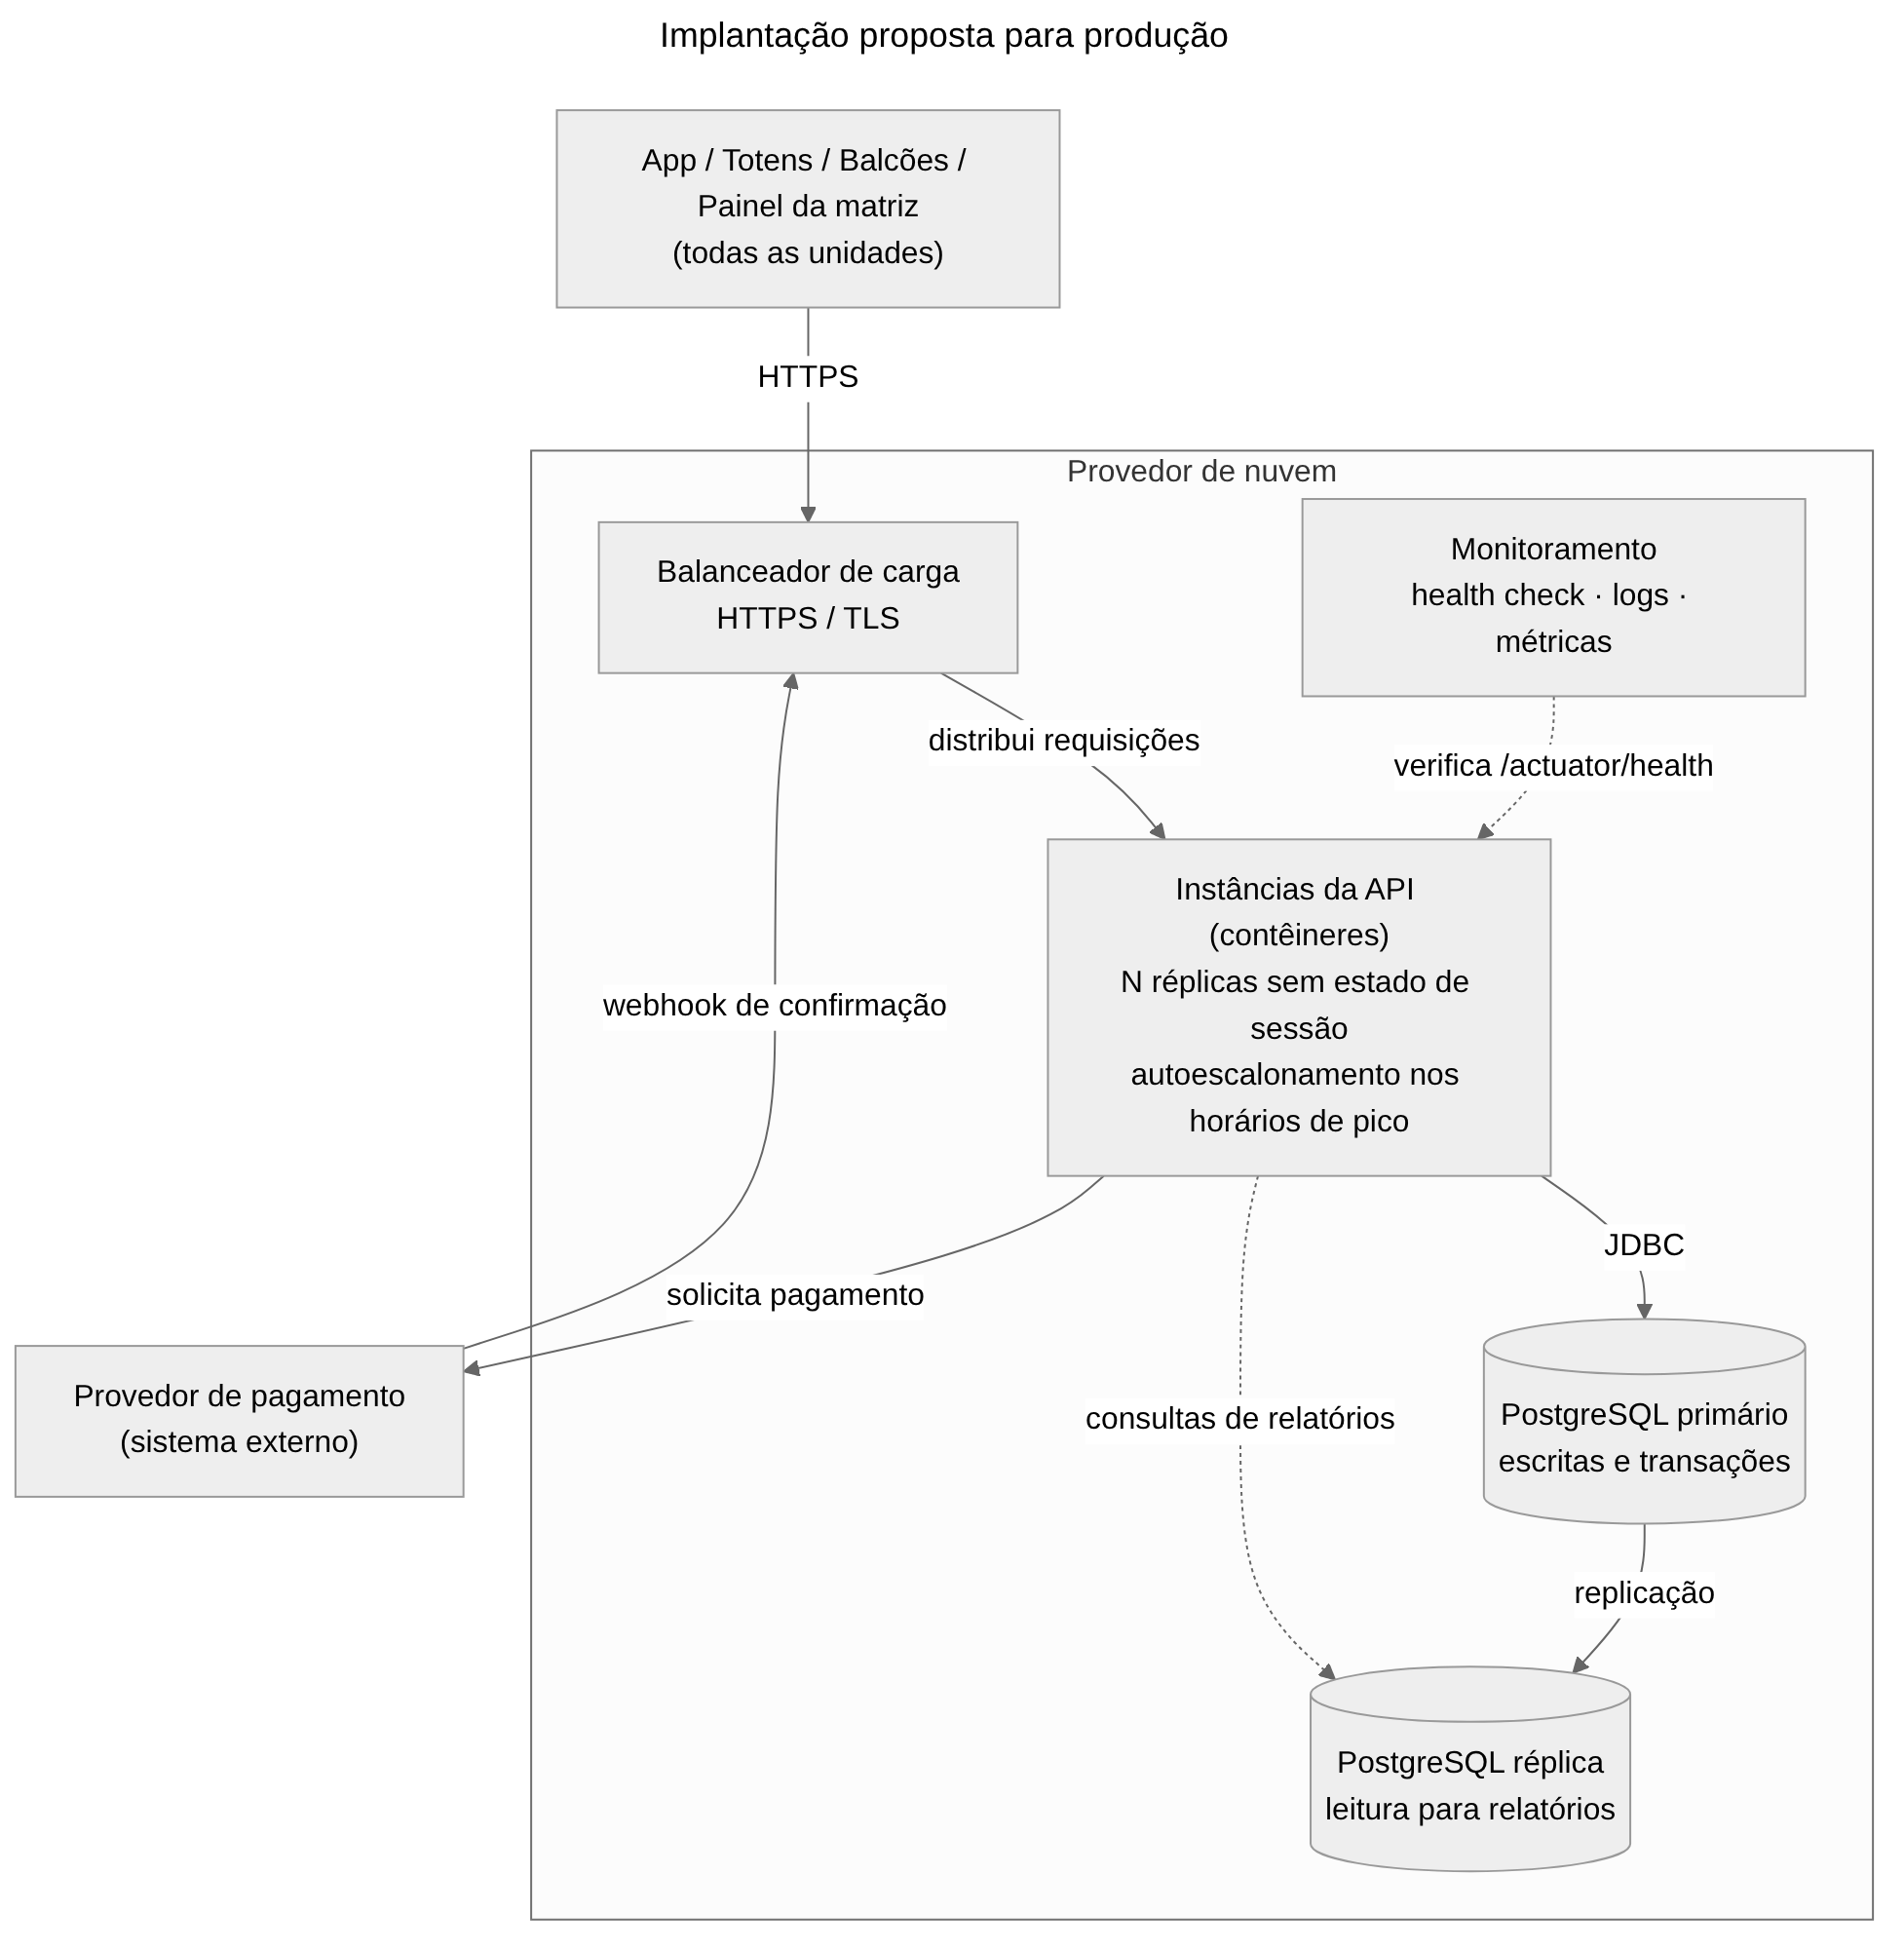 Implantação proposta para produção
App / Totens / Balcões /
Painel da matriz
(todas as unidades)
HTTPS
Provedor de nuvem
Balanceador de carga
HTTPS / TLS
Monitoramento
health check · logs ·
métricas
distribui requisições
verifica /actuator/health
Instâncias da API
(contêineres)
N réplicas sem estado de
sessão
autoescalonamento nos
horários de pico
webhook de confirmação
JDBC
solicita pagamento
Provedor de pagamento
(sistema externo)
consultas de relatórios
PostgreSQL primário
escritas e transações
replicação
PostgreSQL réplica
leitura para relatórios